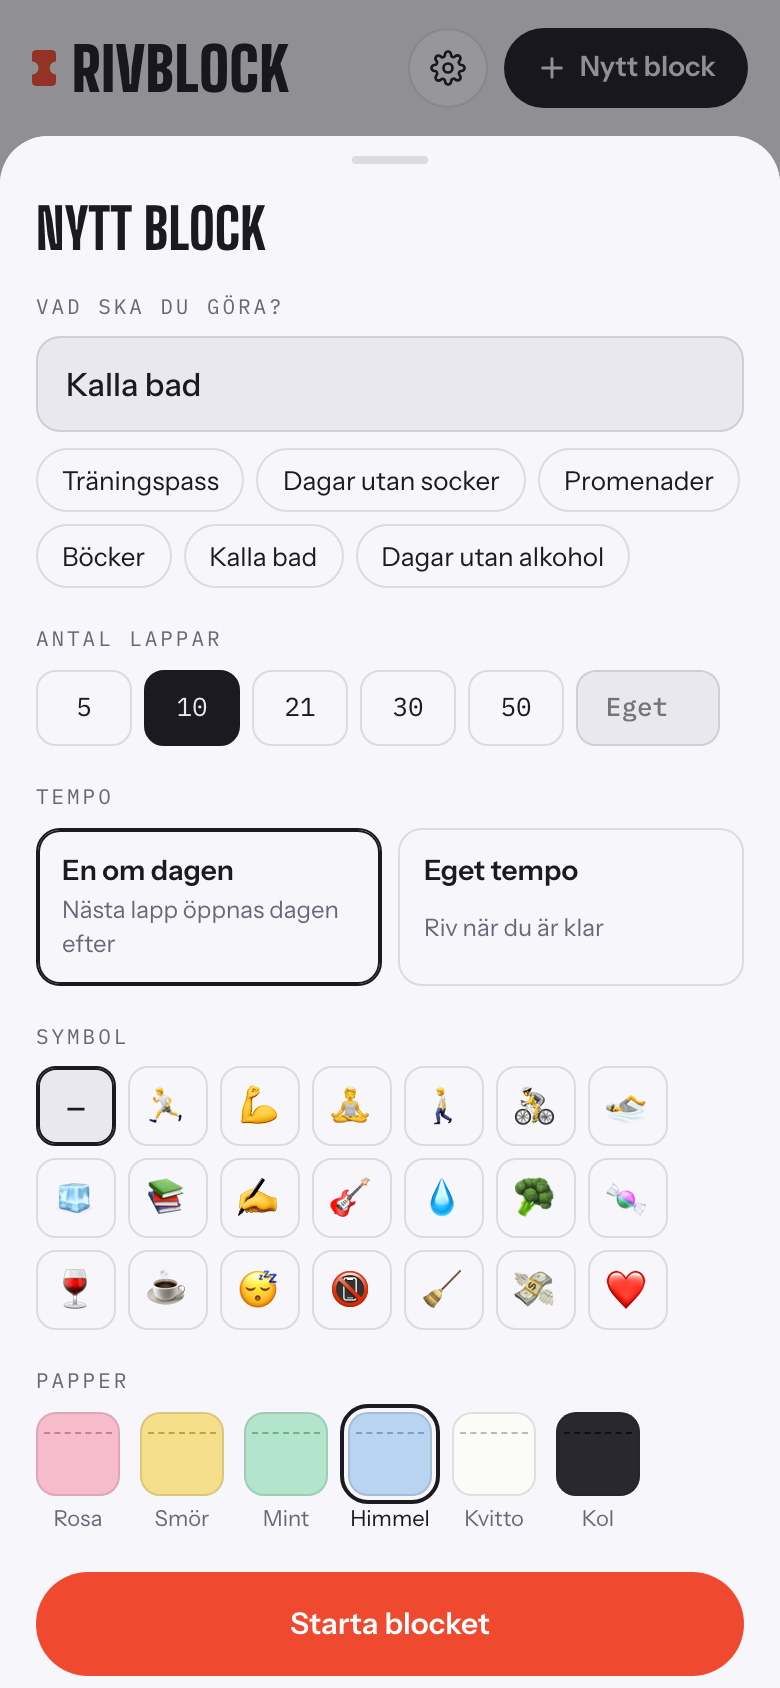 RIVBLOCK
+ Nytt block
NYTT BLOCK
VAD SKA DU GÖRA?
Kalla bad
Träningspass Dagar utan socker Promenader
Böcker Kalla bad Dagar utan alkohol
ANTAL LAPPAR
5 10 21 30 50 Eget
TEMPO
En om dagen
Nästa lapp öppnas dagen
efter
Eget tempo
Riv när du är klar
SYMBOL
–
PAPPER
Rosa Smör Mint Himmel Kvitto Kol
Starta blocket